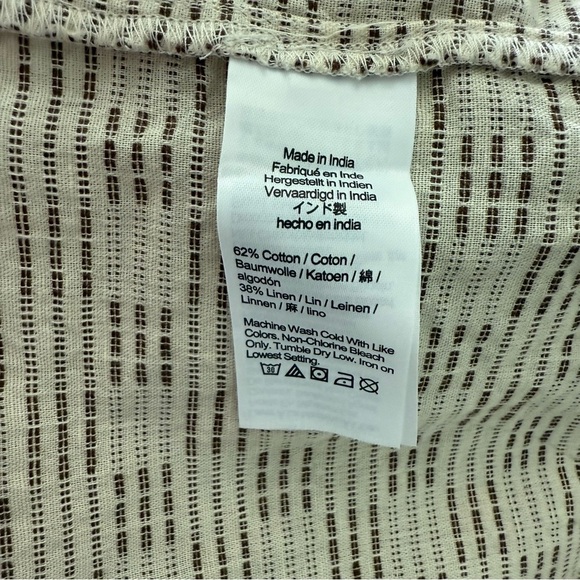 Made in India
Fabriqué en Inde
Hergestellt in Indien
Vervaardigd in India
インド製
hecho en india
62% Cotton / Coton /
Baumwolle / Katoen / 綿 /
algodón
38% Linen / Lin / Leinen /
Linnen / 麻 / lino
Machine Wash Cold With Like
Colors. Non-Chlorine Bleach
Only. Tumble Dry Low. Iron on
Lowest Setting.
30